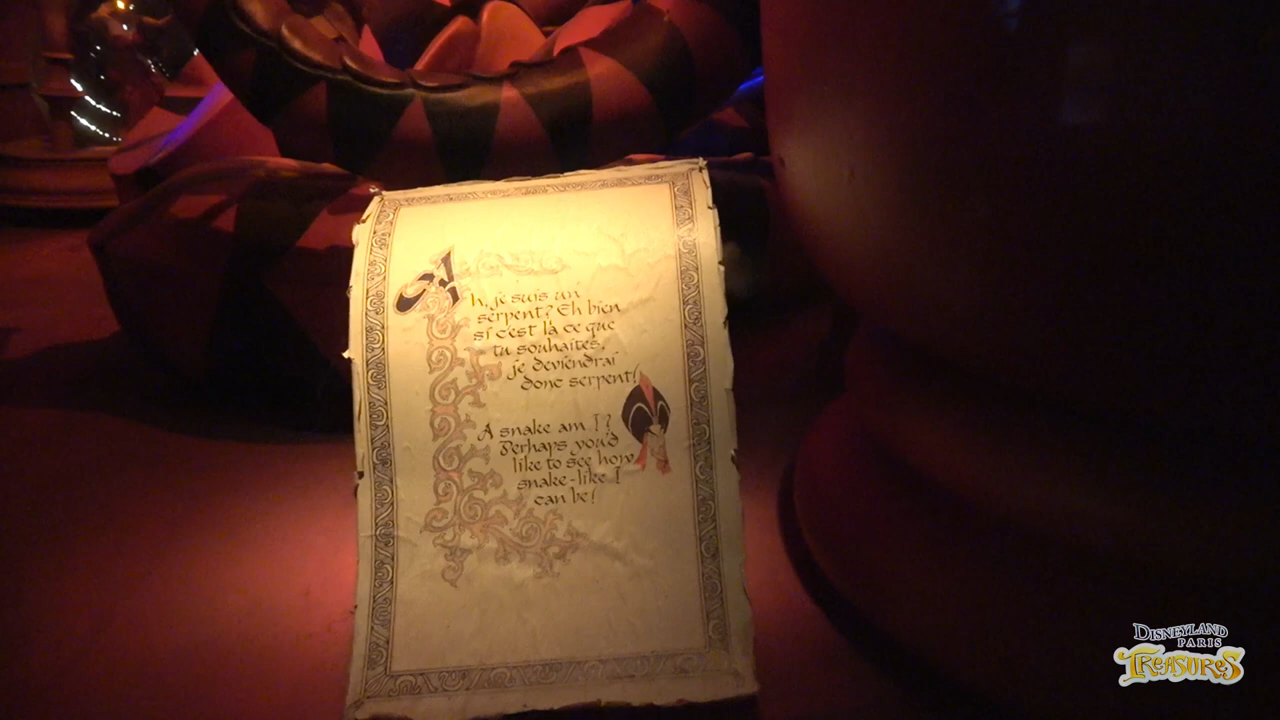 Ah, je suis un
serpent? Eh bien
si c'est là ce que
tu souhaites,
je deviendrai
donc serpent!
A snake am I?
Perhaps you'd
like to see how
snake-like I
can be!
DISNEYLAND
PARIS
TREASURES